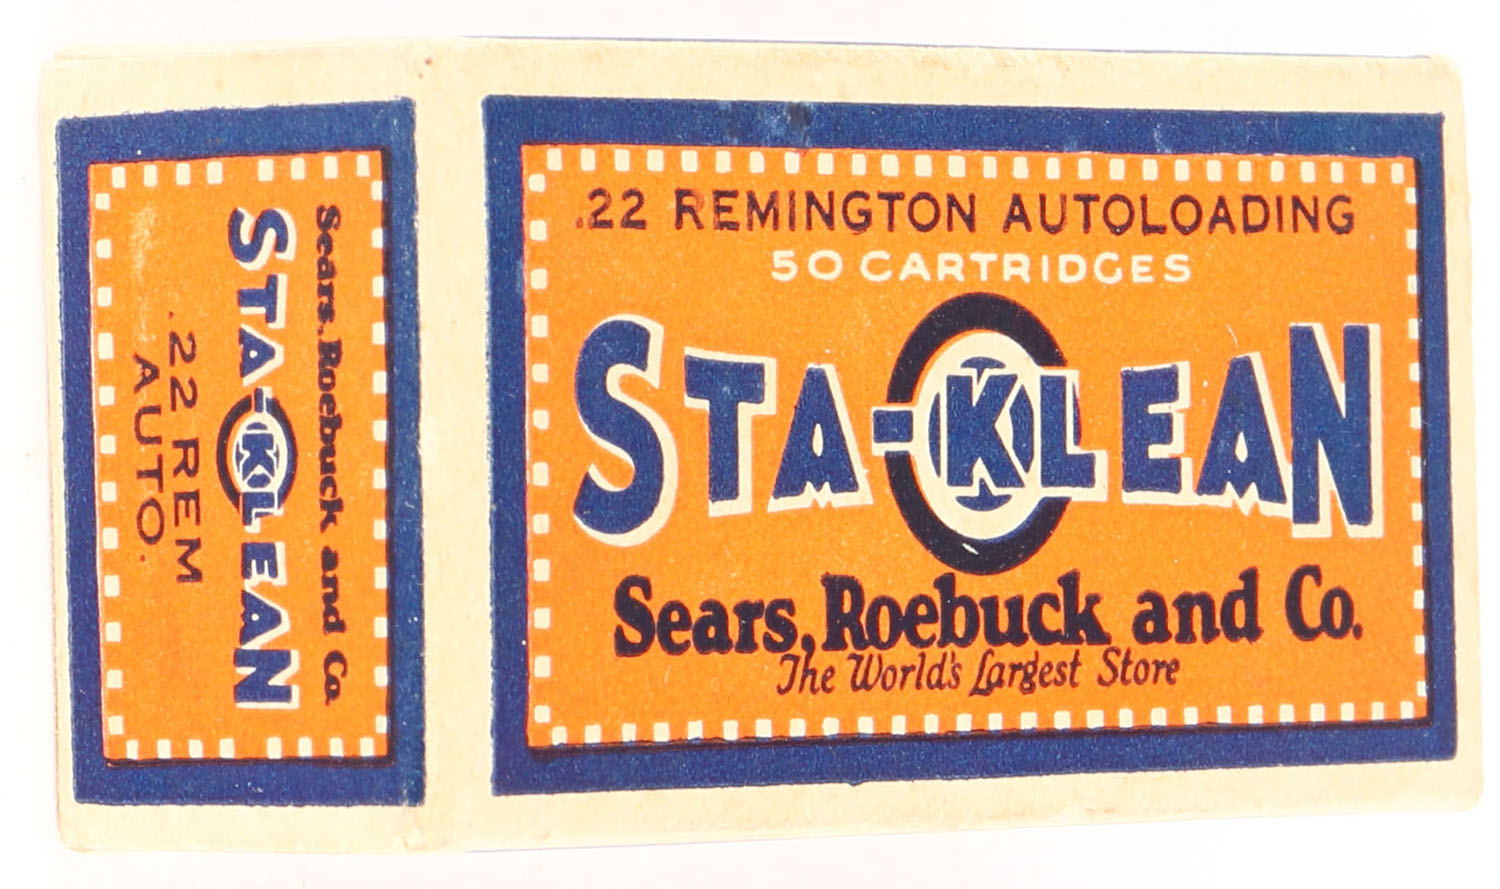 Sears, Roebuck and Co.
STA-KLEAN
.22 REM
AUTO.
.22 REMINGTON AUTOLOADING
50 CARTRIDGES
STA-KLEAN
Sears, Roebuck and Co.
The World's Largest Store